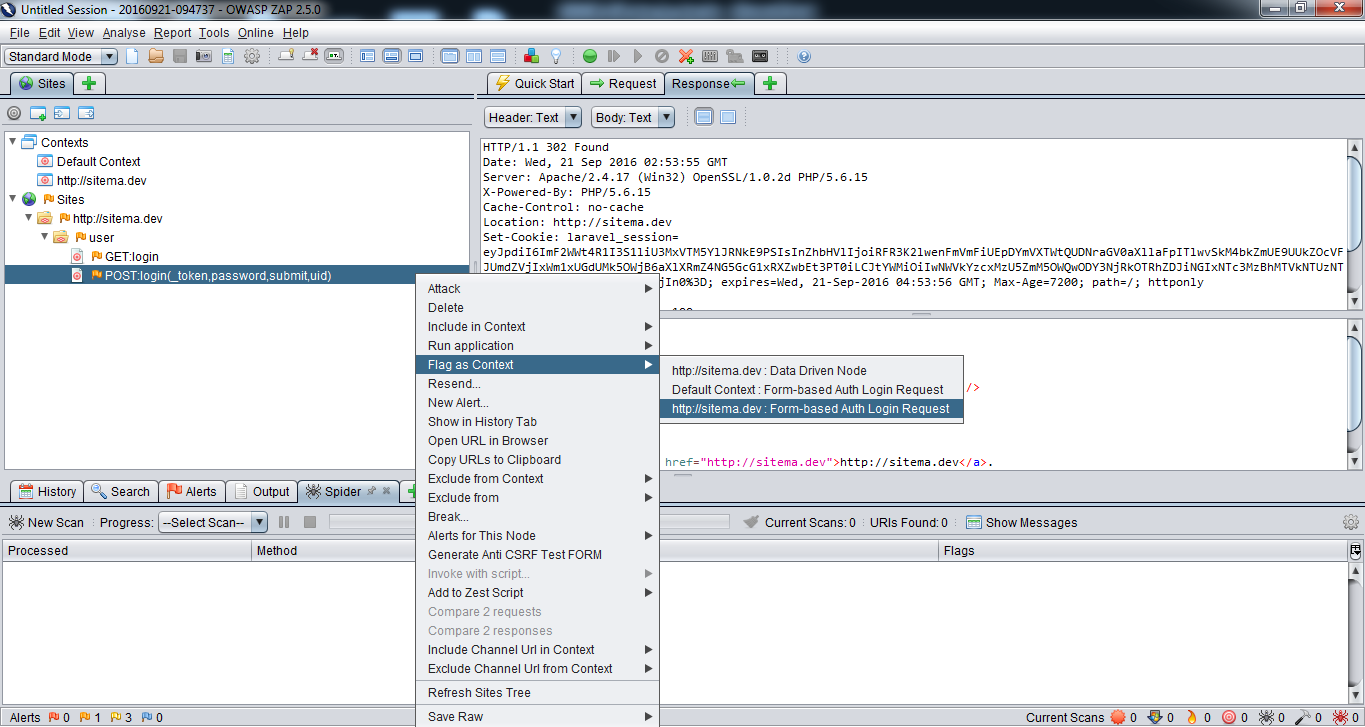 Untitled Session - 20160921-094737 - OWASP ZAP 2.5.0
File Edit View Analyse Report Tools Online Help
Standard Mode
Sites
Quick Start Request Response
Header: Text Body: Text
Contexts
Default Context
http://sitema.dev
Sites
http://sitema.dev
user
GET:login
POST:login(_token,password,submit,uid)
HTTP/1.1 302 Found
Date: Wed, 21 Sep 2016 02:53:55 GMT
Server: Apache/2.4.17 (Win32) OpenSSL/1.0.2d PHP/5.6.15
X-Powered-By: PHP/5.6.15
Cache-Control: no-cache
Location: http://sitema.dev
Set-Cookie: laravel_session=
jIn0%3D; expires=Wed, 21-Sep-2016 04:53:56 GMT; Max-Age=7200; path=/; httponly
/>
href="http://sitema.dev">http://sitema.dev</a>.
Attack
Delete
Include in Context
Run application
Flag as Context
Resend...
New Alert...
Show in History Tab
Open URL in Browser
Copy URLs to Clipboard
Exclude from Context
Exclude from
Break...
Alerts for This Node
Generate Anti CSRF Test FORM
Invoke with script...
Add to Zest Script
Compare 2 requests
Compare 2 responses
Include Channel Url in Context
Exclude Channel Url from Context
Refresh Sites Tree
Save Raw
http://sitema.dev : Data Driven Node
Default Context : Form-based Auth Login Request
http://sitema.dev : Form-based Auth Login Request
History Search Alerts Output Spider
New Scan Progress: --Select Scan-- Current Scans: 0 URIs Found: 0 Show Messages
Processed Method Flags
Alerts 0 1 3 0 Current Scans 0 0 0 0 0 0 0